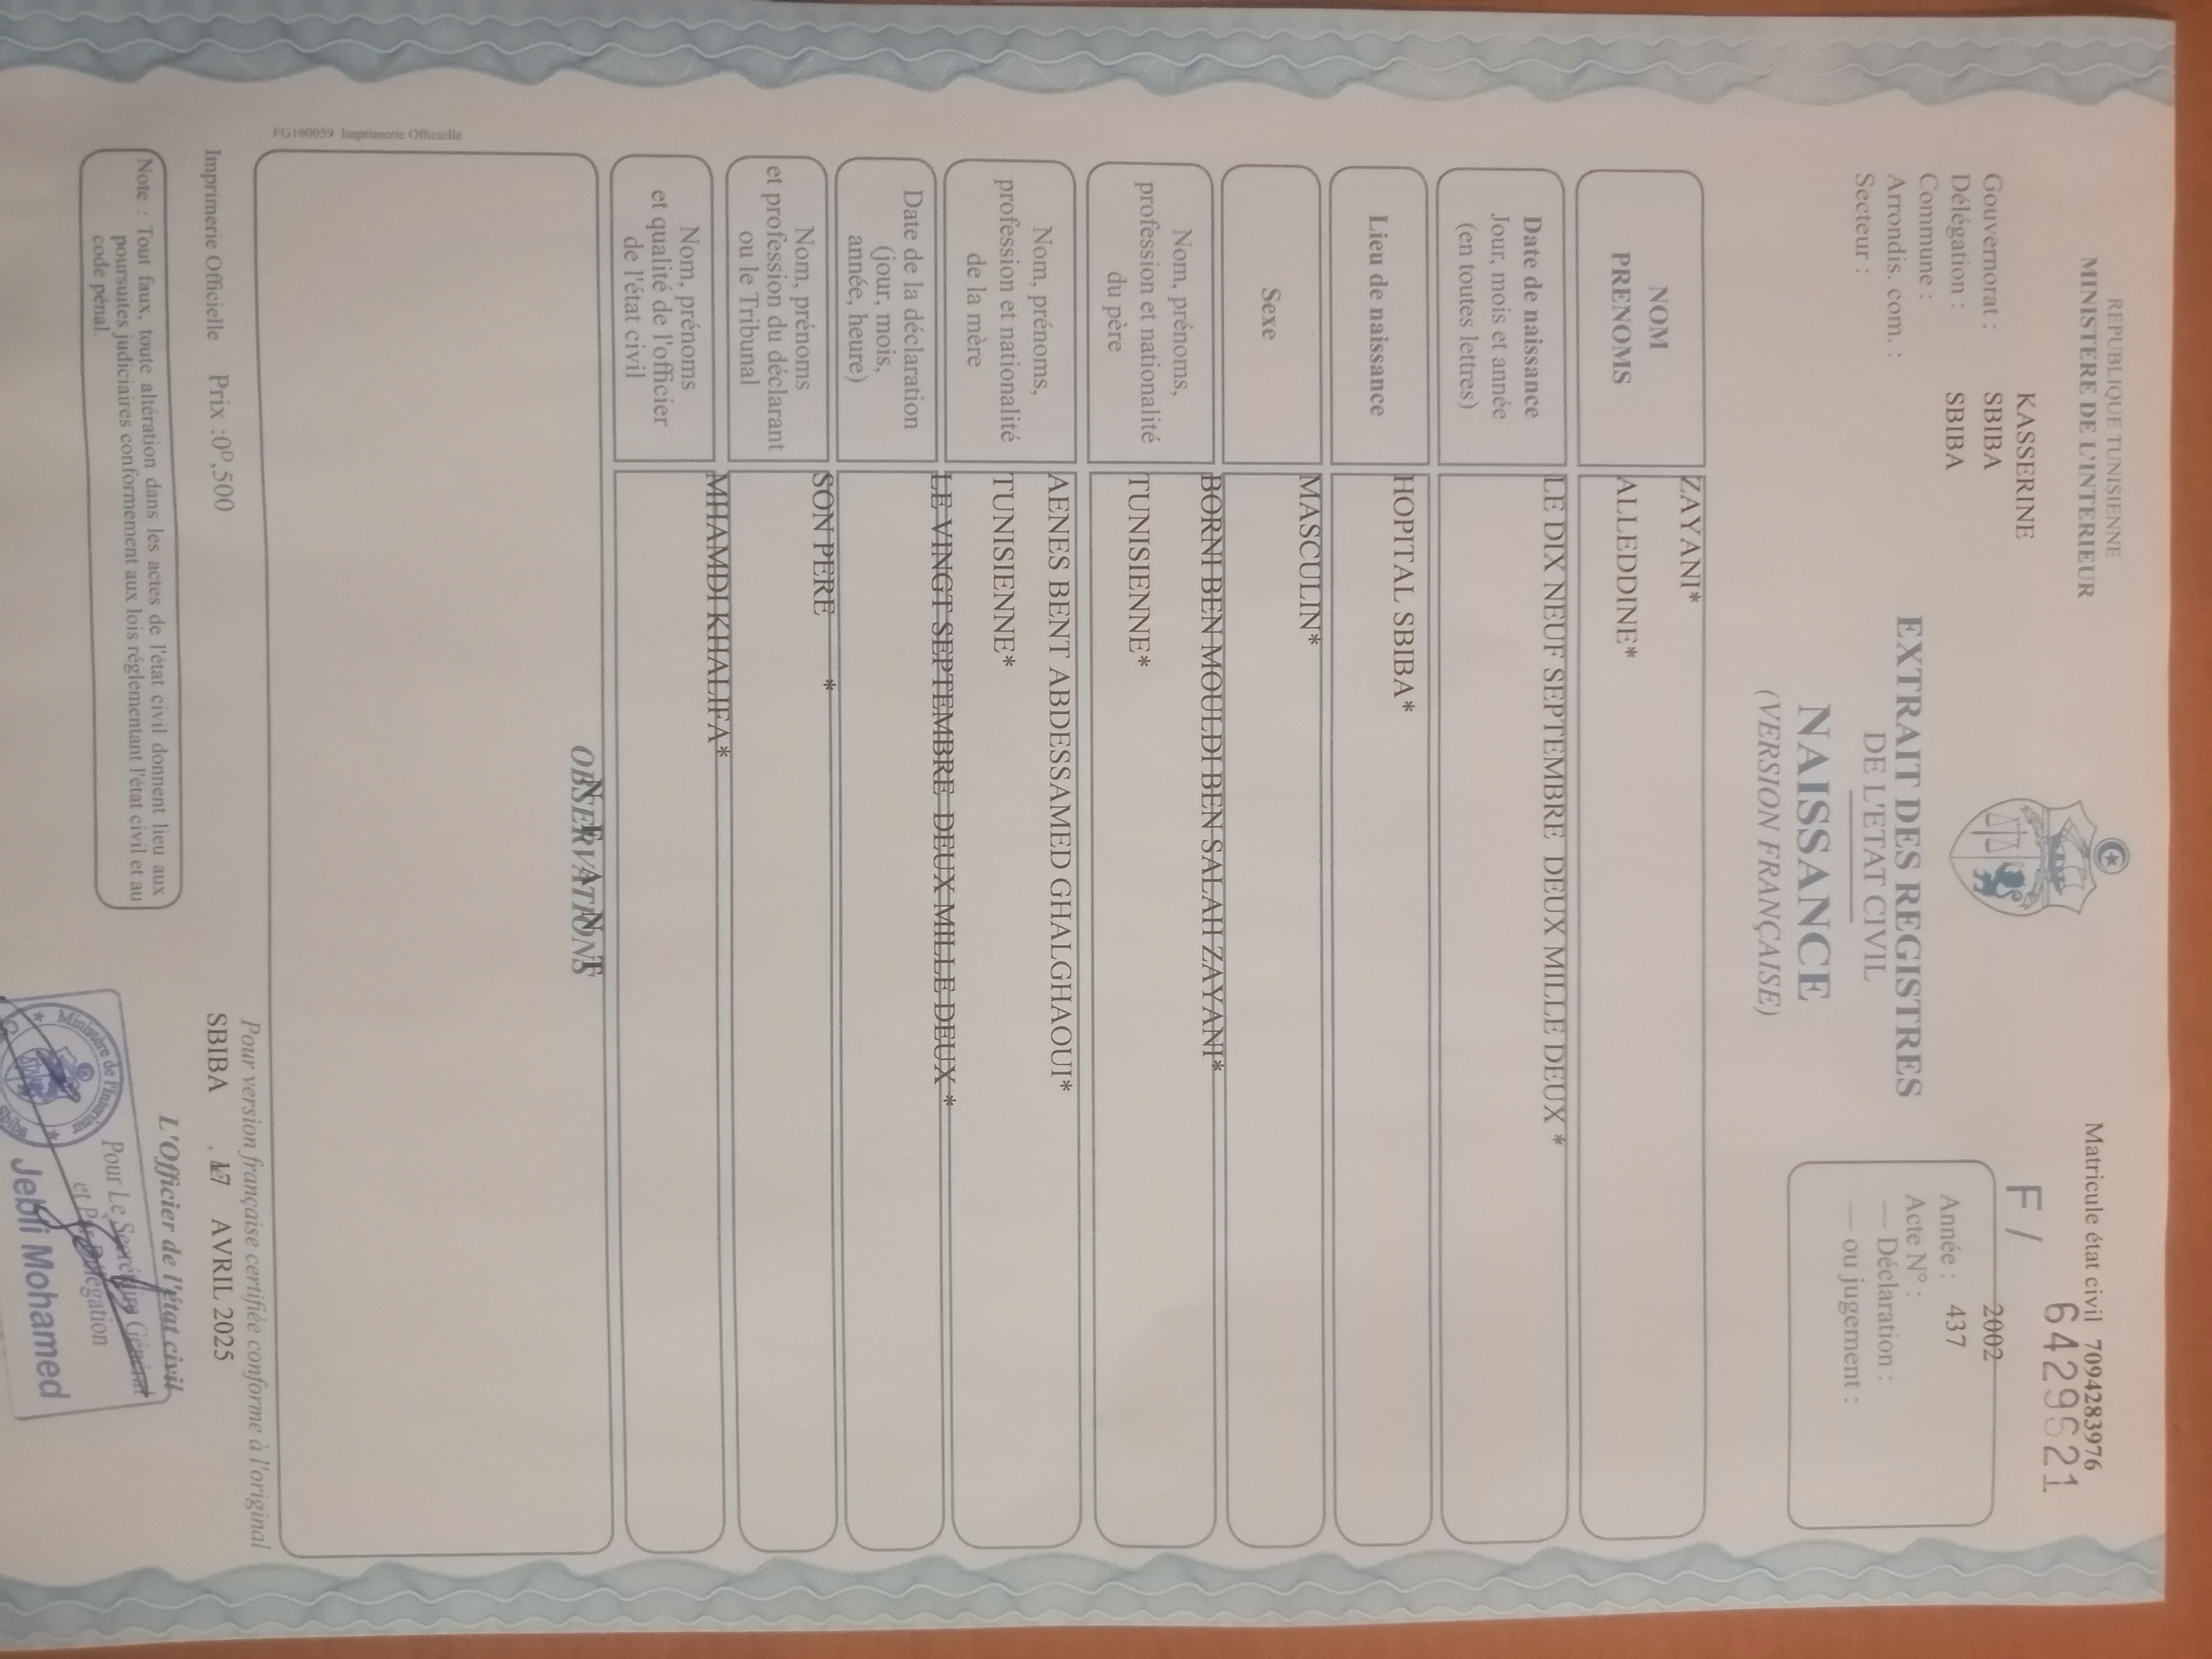 REPUBLIQUE TUNISIENNE
MINISTERE DE L'INTERIEUR
Matricule état civil 70942839​76
6429621
F/
KASSERINE
Gouvernorat : SBIBA
Délégation : SBIBA
Commune :
Arrondis. com. :
Secteur :
2002
Année : 437
Acte N° :
— Déclaration :
— ou jugement :
EXTRAIT DES REGISTRES
DE L'ETAT CIVIL
NAISSANCE
(VERSION FRANÇAISE)
NOM
PRENOMS
ZAYANI*
ALLEDDINE*
Date de naissance
Jour, mois et année
(en toutes lettres)
LE DIX NEUF SEPTEMBRE DEUX MILLE DEUX *
Lieu de naissance
HOPITAL SBIBA*
Sexe
MASCULIN*
Nom, prénoms,
profession et nationalité
du père
BORNI BEN MOULDI BEN SALAH ZAYANI*
TUNISIENNE*
Nom, prénoms,
profession et nationalité
de la mère
AENES BENT ABDESSAMED GHALGHAOUI*
TUNISIENNE*
Date de la déclaration
(jour, mois,
année, heure)
LE VINGT SEPTEMBRE DEUX MILLE DEUX *
Nom, prénoms
et profession du déclarant
ou le Tribunal
SON PERE *
Nom, prénoms
et qualité de l'officier
de l'état civil
MHAMDI KHALIFA*
OBSERVATIONS
N E A N T
FG100059 Imprimerie Officielle
Pour version française certifiée conforme à l'original
Imprimerie Officielle Prix :0D,500
SBIBA , le 17 AVRIL 2025
L'Officier de l'état civil
Note : Tout faux, toute altération dans les actes de l'état civil donnent lieu aux
poursuites judiciaires conformement aux lois réglementant l'état civil et au
code pénal.
Ministère de l'Intérieur
Sbiba
Pour Le Secrétaire Général
et Par Délégation
Jebli Mohamed